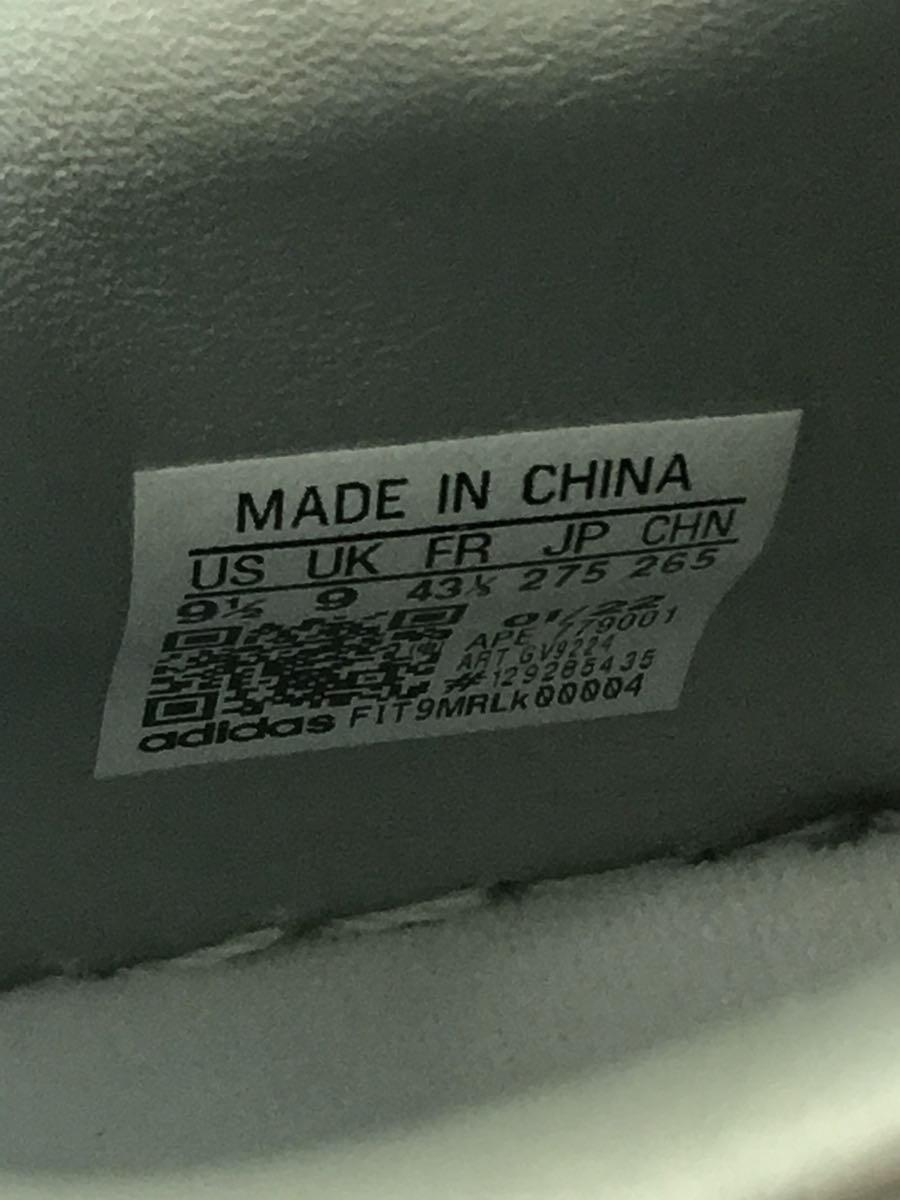 MADE IN CHINA
US UK FR JP CHN
9½ 9 43⅓ 275 265
01/22
APE 779001
ART GV9224
#129285435
adidas FIT9MRLk00004